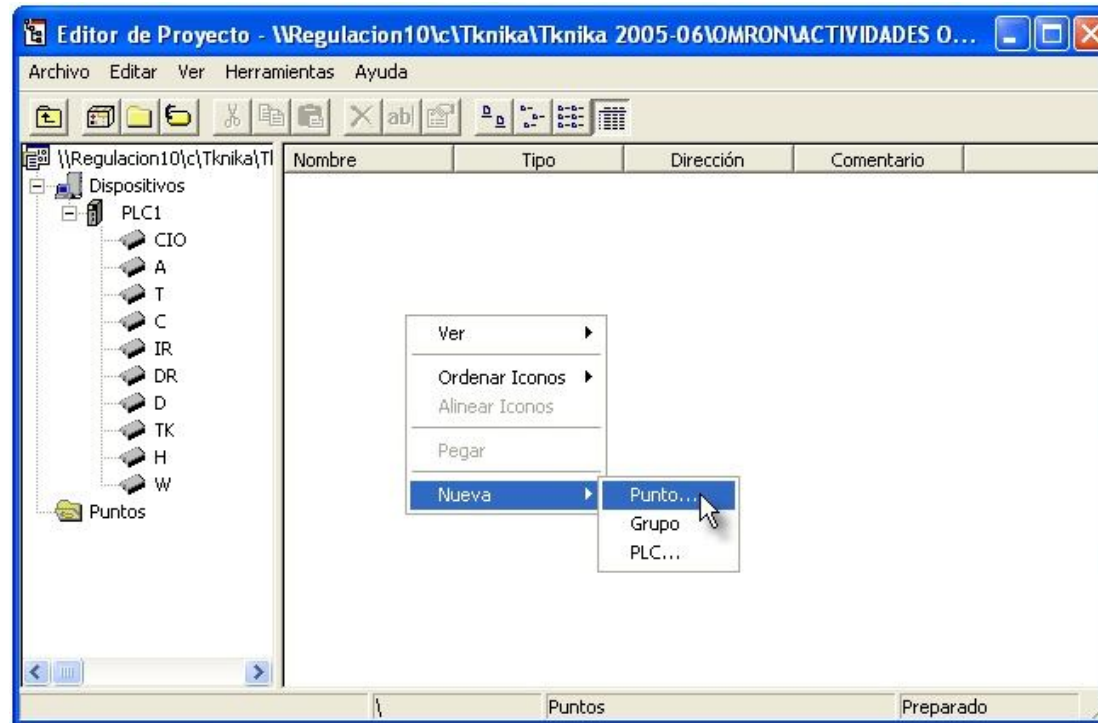 Editor de Proyecto - \\Regulacion10\c\Tknika\Tknika 2005-06\OMRON\ACTIVIDADES O...
Archivo Editar Ver Herramientas Ayuda
ab
\\Regulacion10\c\Tknika\T
Nombre Tipo Dirección Comentario
Dispositivos
PLC1
CIO
A
T
C
IR
DR
D
TK
H
W
Puntos
Ver
Ordenar Iconos
Alinear Iconos
Pegar
Nueva
Punto...
Grupo
PLC...
\ Puntos Preparado